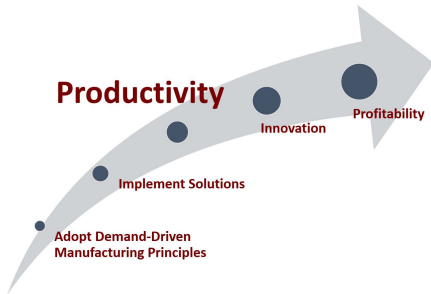 Productivity
Profitability
Innovation
Implement Solutions
Adopt Demand-Driven
Manufacturing Principles